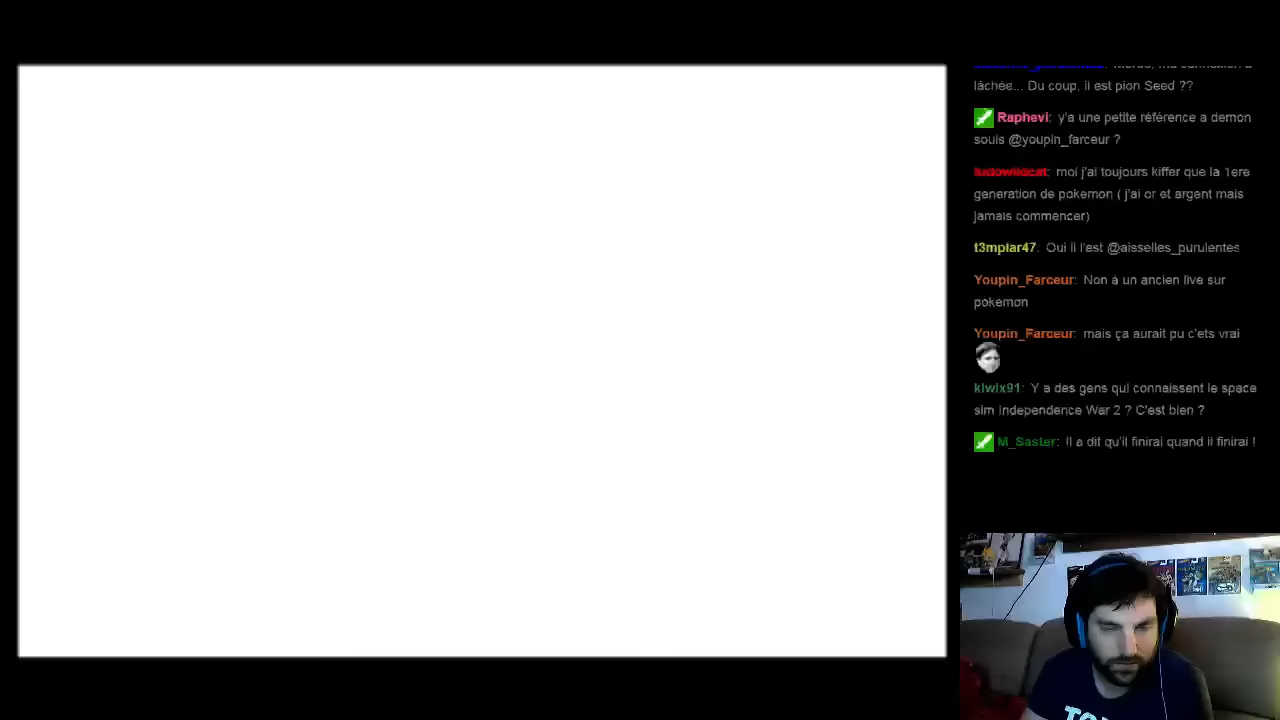 lâchée... Du coup, il est pion Seed ??
Raphevi: y'a une petite référence a demon
souls @youpin_farceur ?
ludowildcat: moi j'ai toujours kiffer que la 1ere
generation de pokemon ( j'ai or et argent mais
jamais commencer)
t3mplar47: Oui il l'est @aisselles_purulentes
Youpin_Farceur: Non à un ancien live sur
pokemon
Youpin_Farceur: mais ça aurait pu c'ets vrai
kiwix91: Y a des gens qui connaissent le space
sim Independence War 2 ? C'est bien ?
M_Saster: Il a dit qu'il finirai quand il finirai !